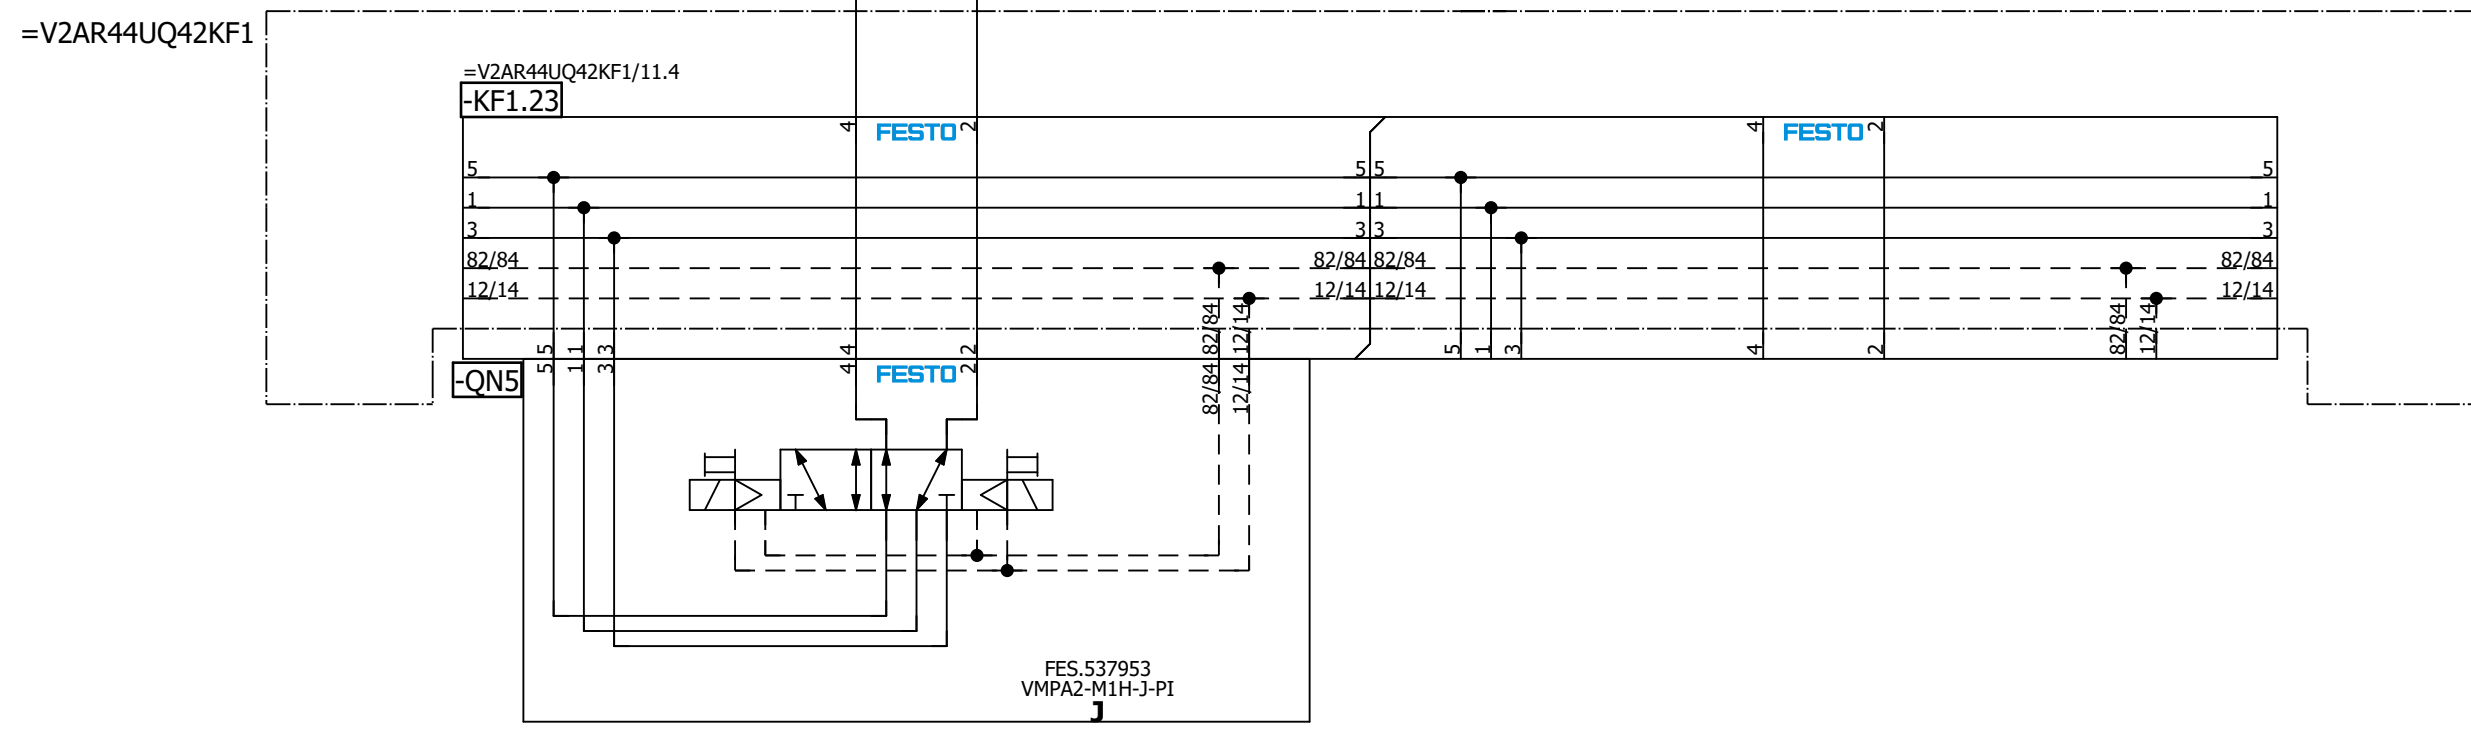 =V2AR44UQ42KF1
=V2AR44UQ42KF1/11.4
-KF1.23
4 FESTO 2 4 FESTO 2
5 5 5 5
1 1 1 1
3 3 3 3
82/84 82/84 82/84 82/84
12/14 12/14 12/14 12/14
5 1 3 4 2 82/84 12/14 5 1 3 4 2 82/84 12/14
-QN5 5 1 3 4 FESTO 2 82/84 12/14
FES.537953
VMPA2-M1H-J-PI
J